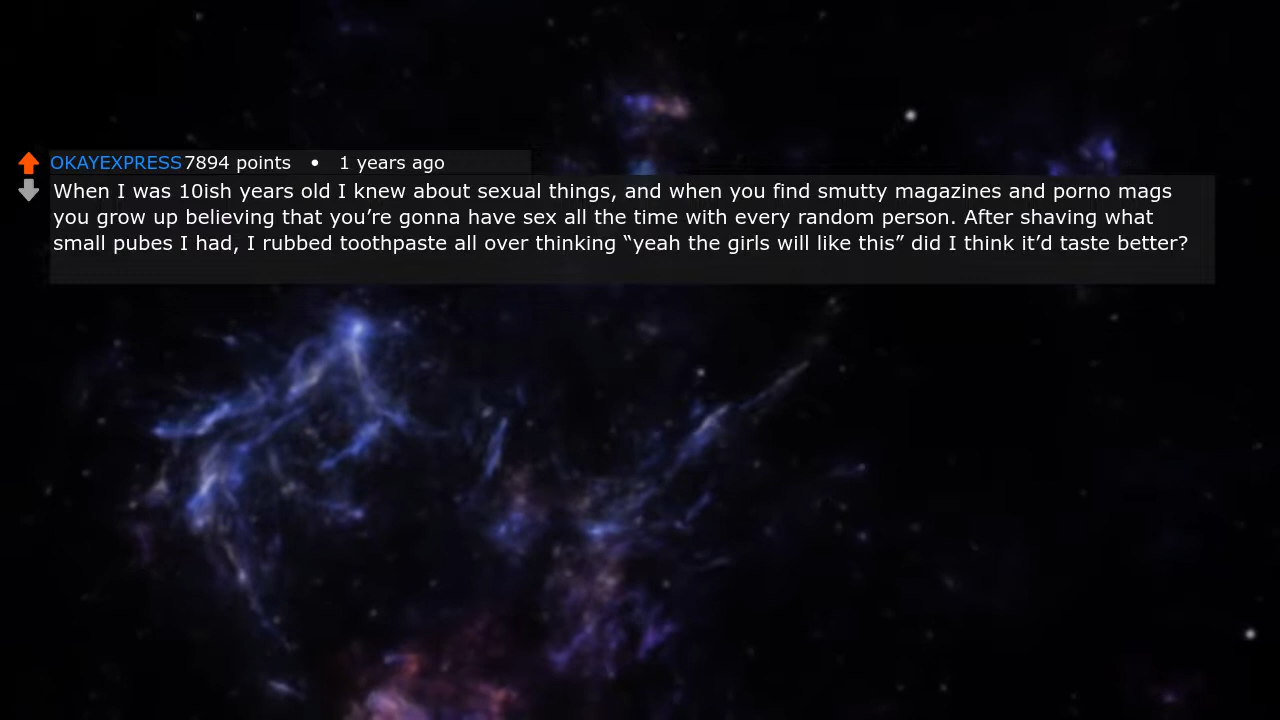 OKAYEXPRESS 7894 points • 1 years ago
When I was 10ish years old I knew about sexual things, and when you find smutty magazines and porno mags
you grow up believing that you’re gonna have sex all the time with every random person. After shaving what
small pubes I had, I rubbed toothpaste all over thinking “yeah the girls will like this” did I think it’d taste better?